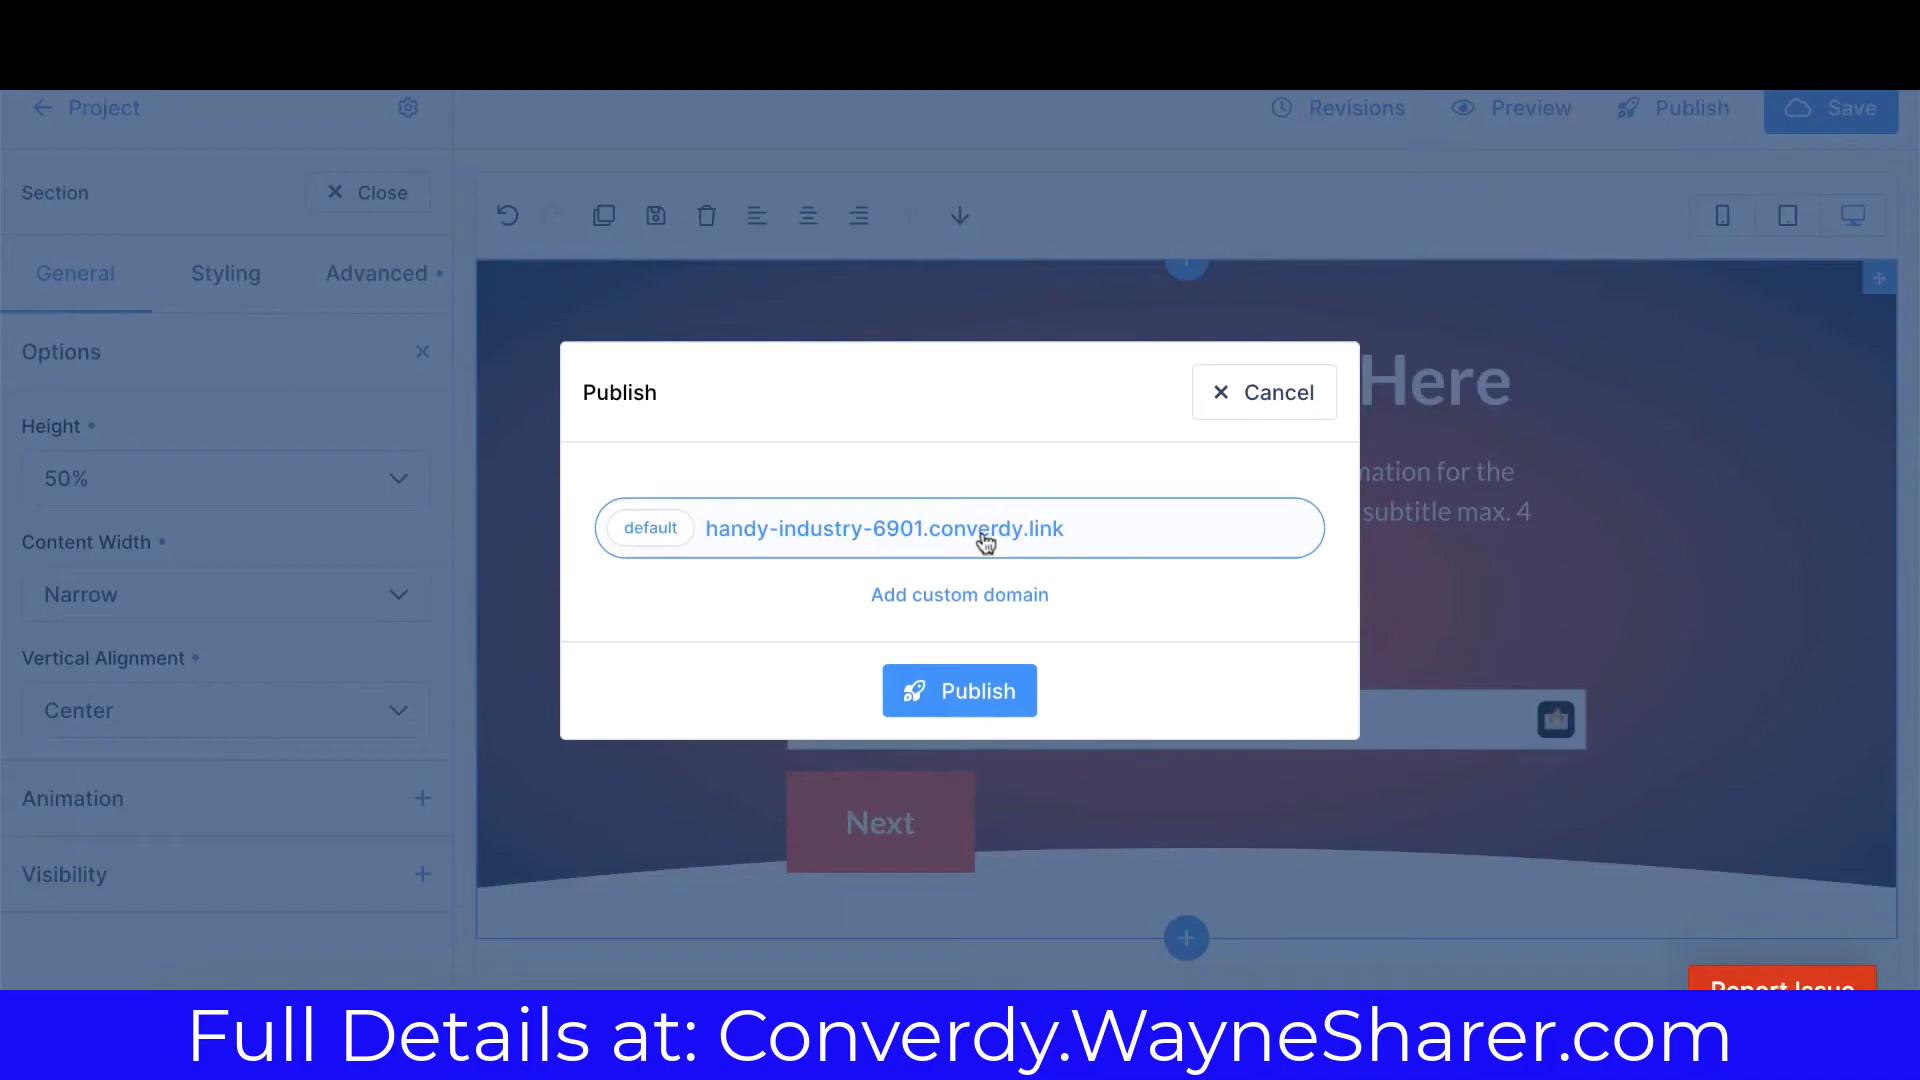 Project
Revisions
Preview
Publish
Save
Section
Close
General
Styling
Advanced
Options
Height
50%
Content Width
Narrow
Vertical Alignment
Center
Animation
Visibility
Here
mation for the
subtitle max. 4
Publish
Cancel
default handy-industry-6901.converdy.link
Add custom domain
Publish
Next
Report Issue
Full Details at: Converdy.WayneSharer.com